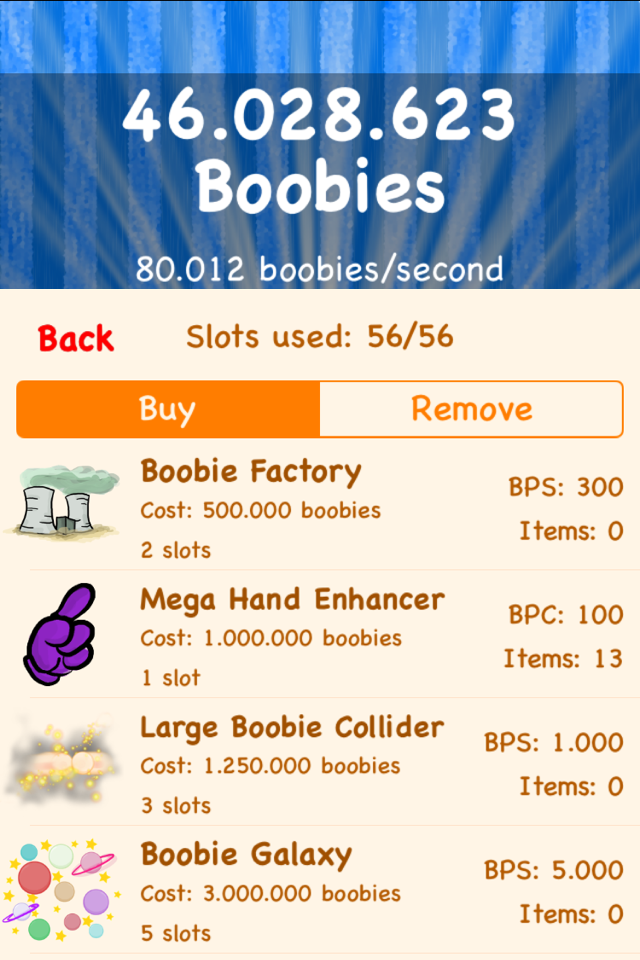 46.028.623
Boobies
80.012 boobies/second
Back
Slots used: 56/56
Buy
Remove
Boobie Factory
Cost: 500.000 boobies
2 slots
BPS: 300
Items: 0
Mega Hand Enhancer
Cost: 1.000.000 boobies
1 slot
BPC: 100
Items: 13
Large Boobie Collider
Cost: 1.250.000 boobies
3 slots
BPS: 1.000
Items: 0
Boobie Galaxy
Cost: 3.000.000 boobies
5 slots
BPS: 5.000
Items: 0